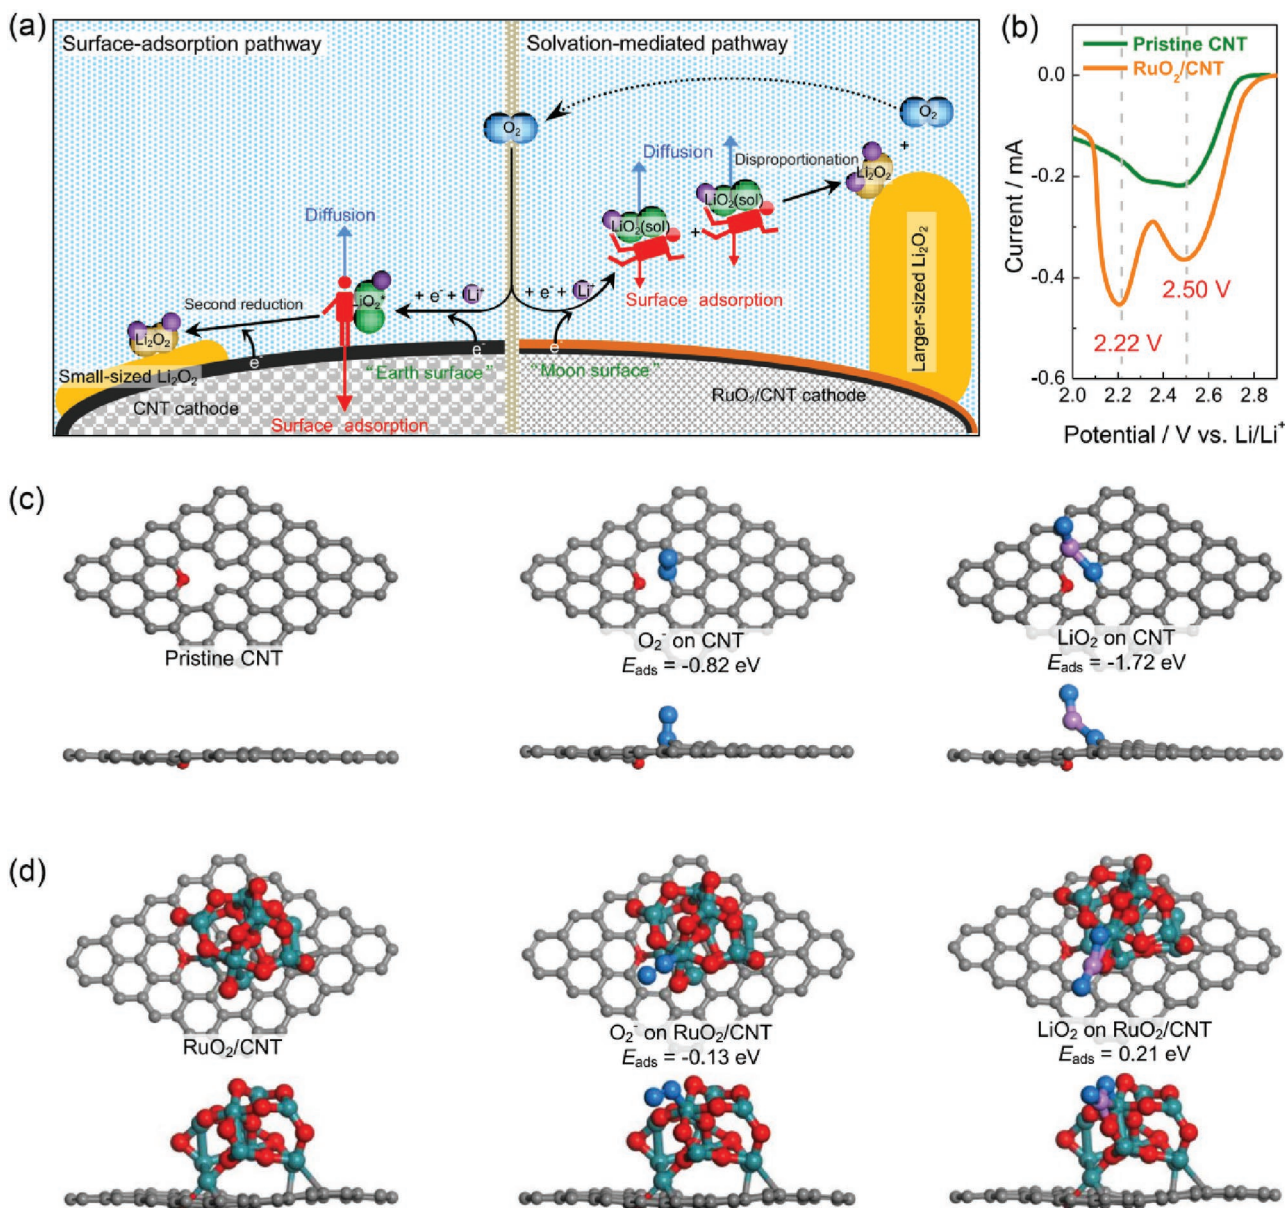 (a)
Surface-adsorption pathway
Solvation-mediated pathway
O₂
O₂
Diffusion
Disproportionation
+
Li₂O₂
LiO₂(sol)
+
LiO₂(sol)
Larger-sized Li₂O₂
Diffusion
Surface adsorption
Second reduction
LiO₂*
+ e⁻ + Li⁺
+ e⁻ + Li⁺
Li₂O₂
e⁻
e⁻
e⁻
Small-sized Li₂O₂
"Earth surface"
"Moon surface"
CNT cathode
RuO₂/CNT cathode
Surface adsorption
(b)
Pristine CNT
RuO₂/CNT
0.0
-0.2
-0.4
-0.6
Current / mA
2.50 V
2.22 V
2.0 2.2 2.4 2.6 2.8
Potential / V vs. Li/Li⁺
(c)
Pristine CNT
O₂⁻ on CNT
E_ads = -0.82 eV
LiO₂ on CNT
E_ads = -1.72 eV
(d)
RuO₂/CNT
O₂⁻ on RuO₂/CNT
E_ads = -0.13 eV
LiO₂ on RuO₂/CNT
E_ads = 0.21 eV